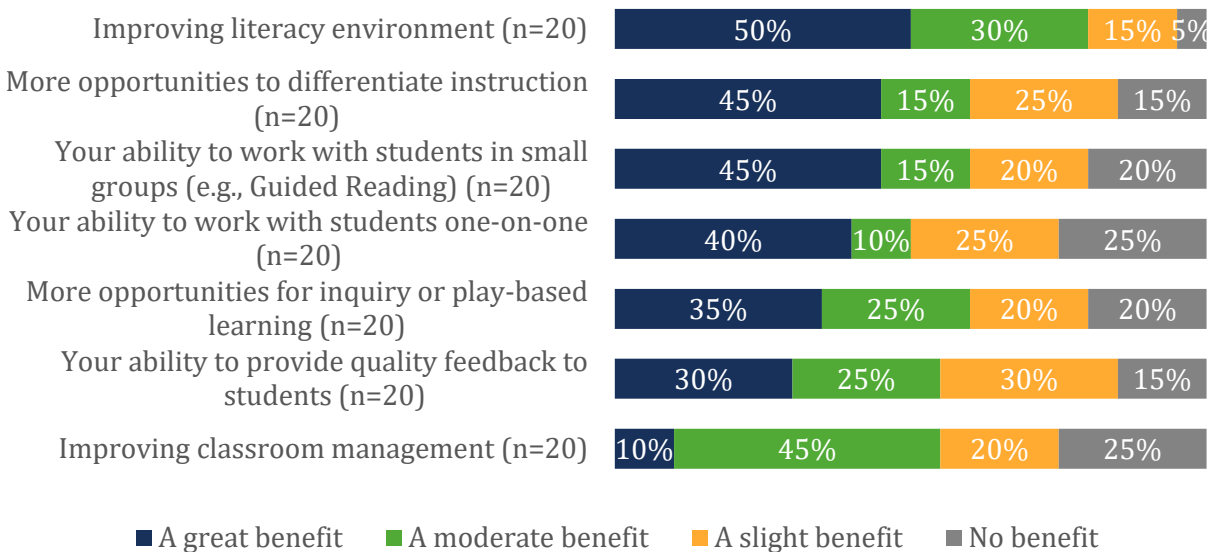 Improving literacy environment (n=20)
50% 30% 15% 5%
More opportunities to differentiate instruction
(n=20)
45% 15% 25% 15%
Your ability to work with students in small
groups (e.g., Guided Reading) (n=20)
45% 15% 20% 20%
Your ability to work with students one-on-one
(n=20)
40% 10% 25% 25%
More opportunities for inquiry or play-based
learning (n=20)
35% 25% 20% 20%
Your ability to provide quality feedback to
students (n=20)
30% 25% 30% 15%
Improving classroom management (n=20)
10% 45% 20% 25%
A great benefit A moderate benefit A slight benefit No benefit